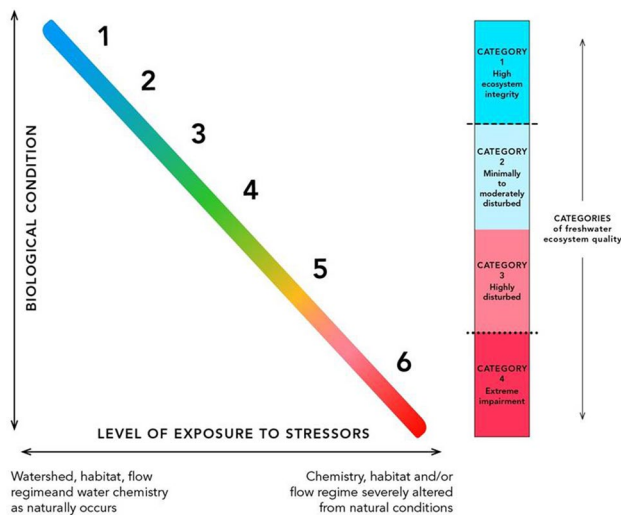 1
2
3
4
5
6
BIOLOGICAL CONDITION
LEVEL OF EXPOSURE TO STRESSORS
Watershed, habitat, flow
regimeand water chemistry
as naturally occurs
Chemistry, habitat and/or
flow regime severely altered
from natural conditions
CATEGORY
1
High
ecosystem
integrity
CATEGORY
2
Minimally
to
moderately
disturbed
CATEGORY
3
Highly
disturbed
CATEGORY
4
Extreme
impairment
CATEGORIES
of freshwater
ecosystem quality